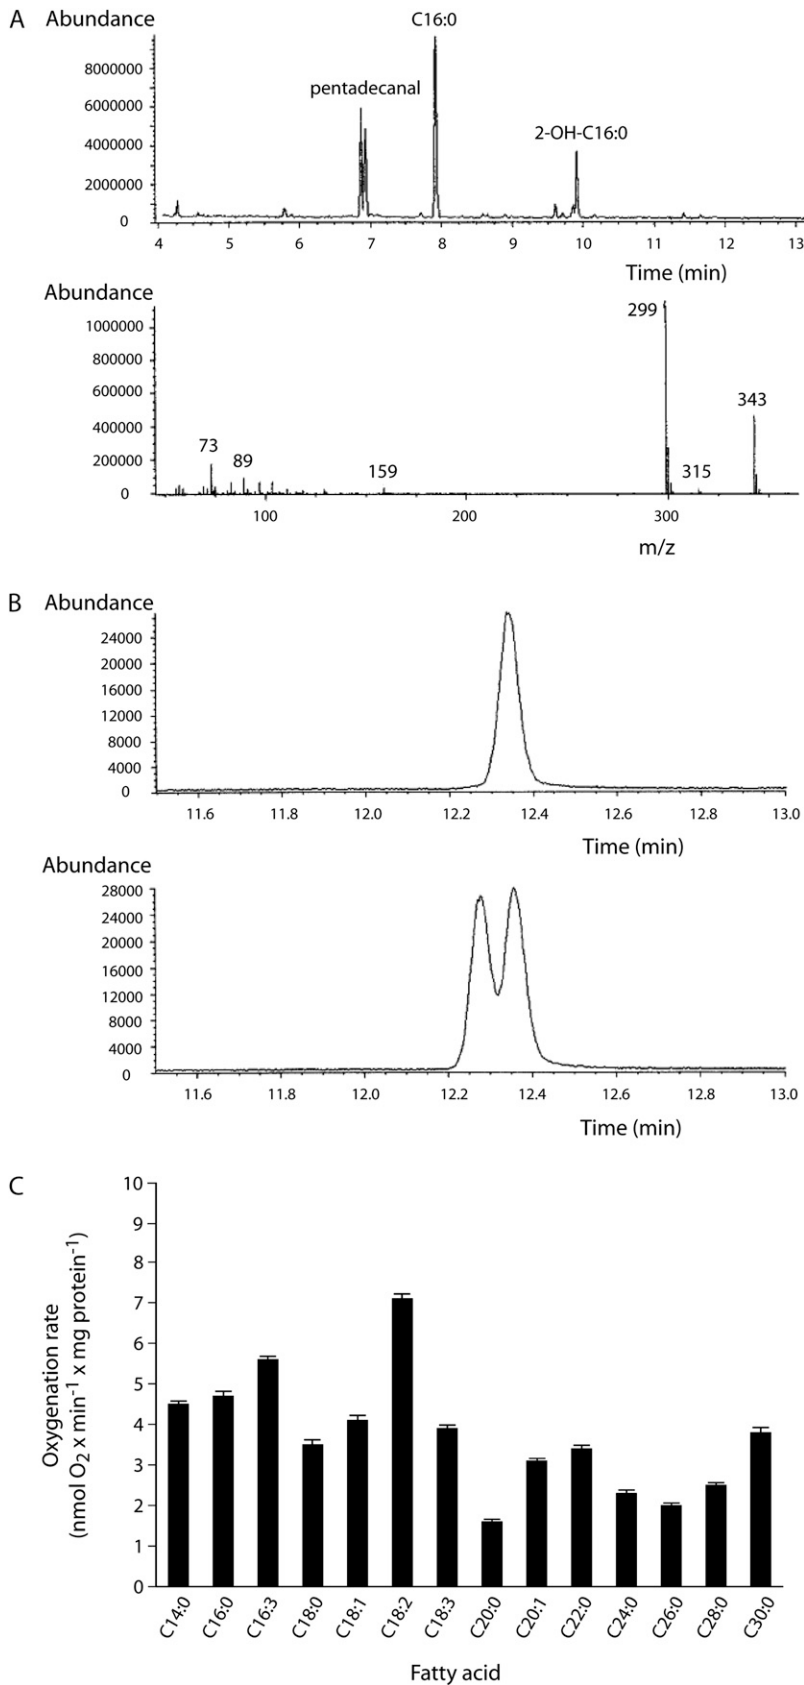 A
Abundance
C16:0
pentadecanal
2-OH-C16:0
8000000
6000000
4000000
2000000
0
4 5 6 7 8 9 10 11 12 13
Time (min)
Abundance
1000000
800000
600000
400000
200000
0
73
89
159
299
315
343
100 200 300
m/z
B
Abundance
24000
20000
16000
12000
8000
4000
0
11.6 11.8 12.0 12.2 12.4 12.6 12.8 13.0
Time (min)
Abundance
28000
24000
20000
16000
12000
8000
4000
0
11.6 11.8 12.0 12.2 12.4 12.6 12.8 13.0
Time (min)
C
Oxygenation rate
(nmol O₂ x min⁻¹ x mg protein⁻¹)
10
9
8
7
6
5
4
3
2
1
0
C14:0 C16:0 C16:3 C18:0 C18:1 C18:2 C18:3 C20:0 C20:1 C22:0 C24:0 C26:0 C28:0 C30:0
Fatty acid